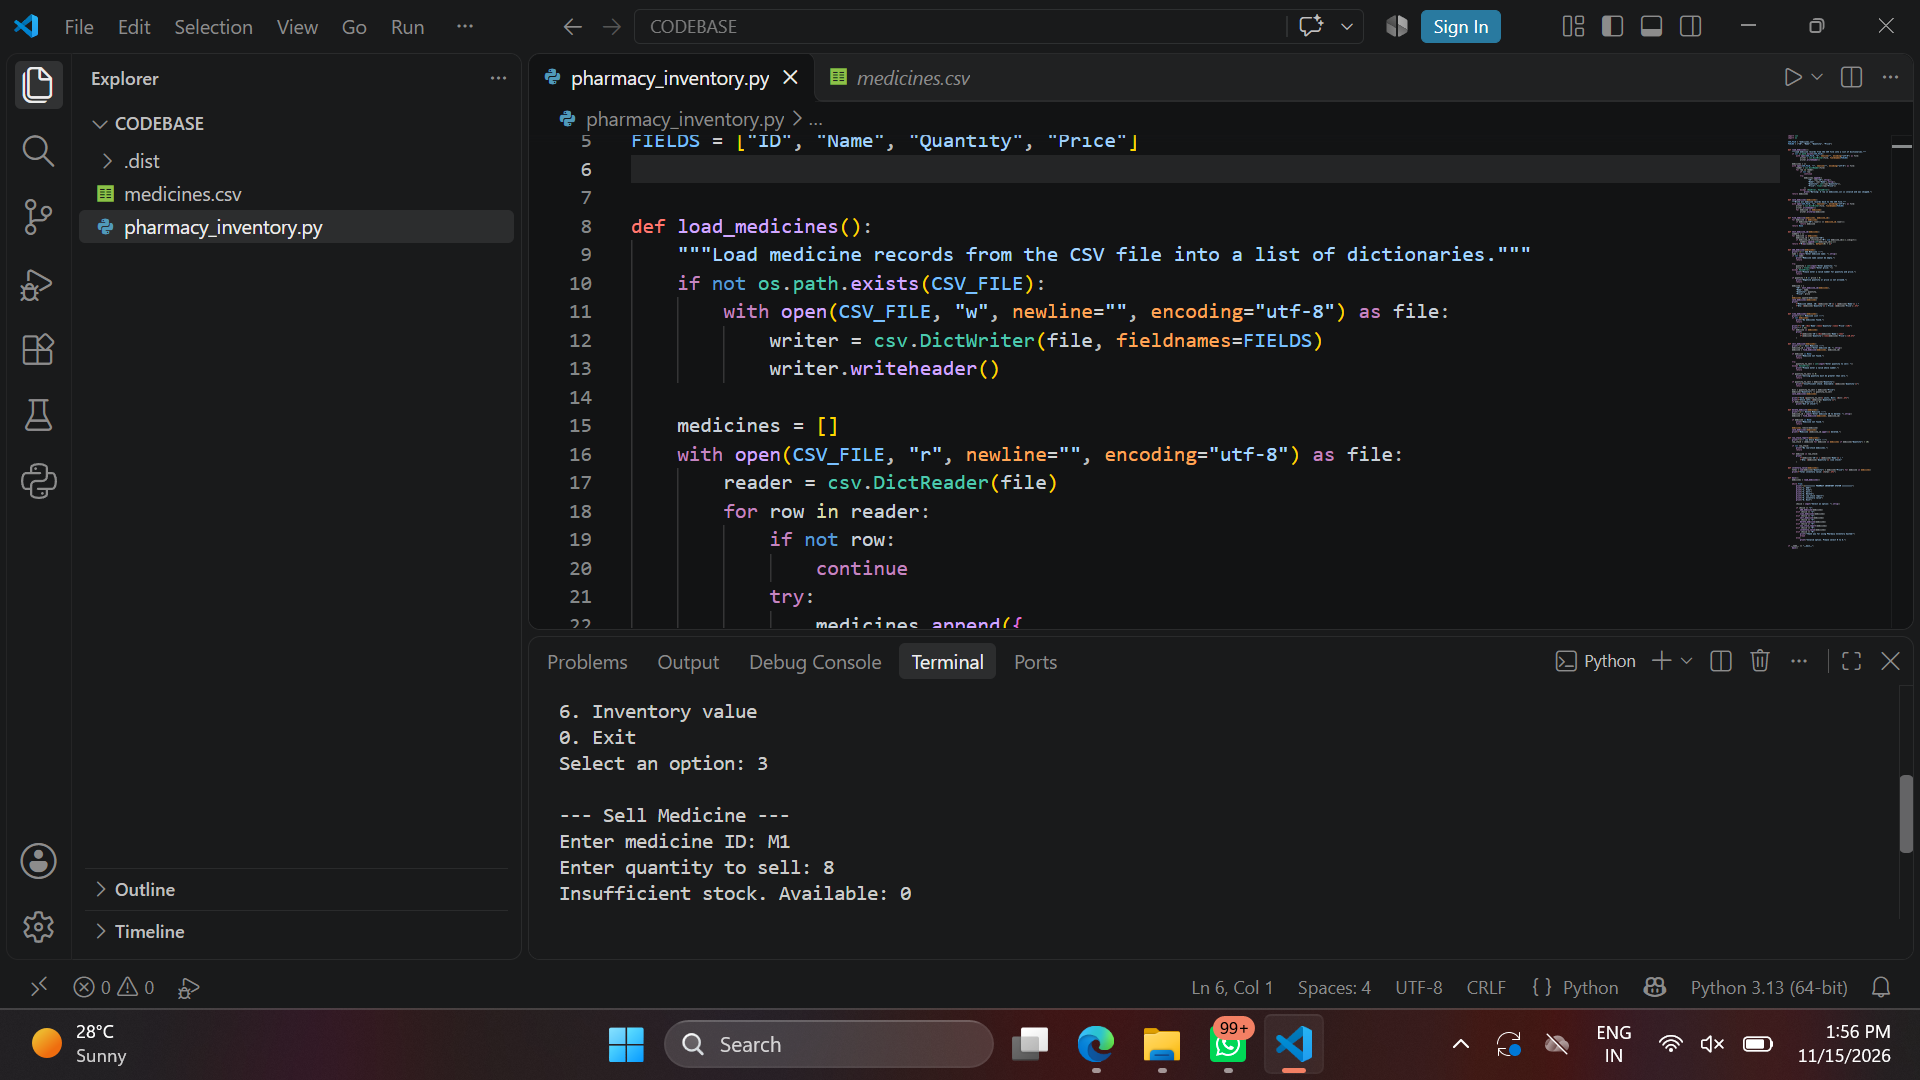 File Edit Selection View Go Run ···
CODEBASE
Sign In
Explorer
CODEBASE
.dist
medicines.csv
pharmacy_inventory.py
Outline
Timeline
pharmacy_inventory.py
medicines.csv
pharmacy_inventory.py > ...
5 FIELDS = ["ID", "Name", "Quantity", "Price"]
6
7
8 def load_medicines():
9 """Load medicine records from the CSV file into a list of dictionaries."""
10 if not os.path.exists(CSV_FILE):
11 with open(CSV_FILE, "w", newline="", encoding="utf-8") as file:
12 writer = csv.DictWriter(file, fieldnames=FIELDS)
13 writer.writeheader()
14
15 medicines = []
16 with open(CSV_FILE, "r", newline="", encoding="utf-8") as file:
17 reader = csv.DictReader(file)
18 for row in reader:
19 if not row:
20 continue
21 try:
22 medicines.append({
Problems Output Debug Console Terminal Ports
Python
6. Inventory value
0. Exit
Select an option: 3
--- Sell Medicine ---
Enter medicine ID: M1
Enter quantity to sell: 8
Insufficient stock. Available: 0
0 0
Ln 6, Col 1 Spaces: 4 UTF-8 CRLF { } Python Python 3.13 (64-bit)
28°C
Sunny
Search
99+
ENG
IN
1:56 PM
11/15/2026